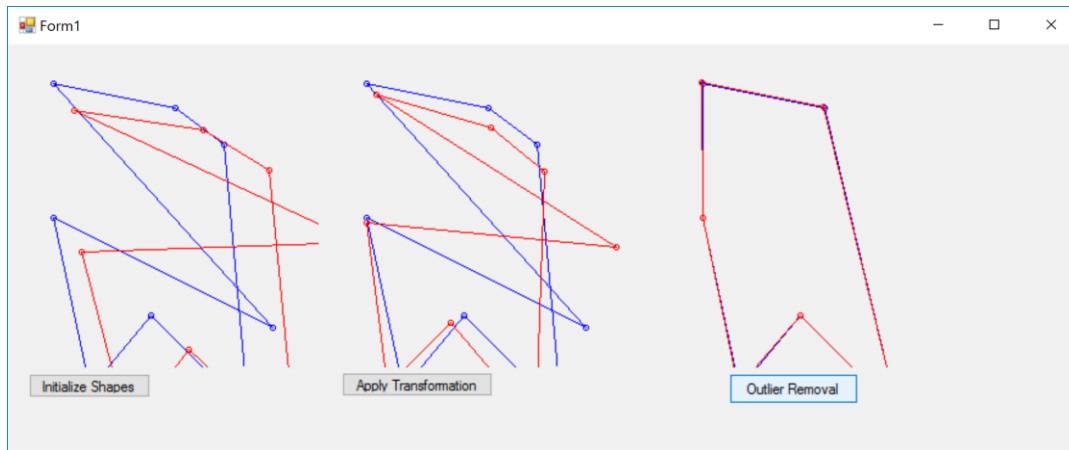 Form1
Initialize Shapes
Apply Transformation
Outlier Removal